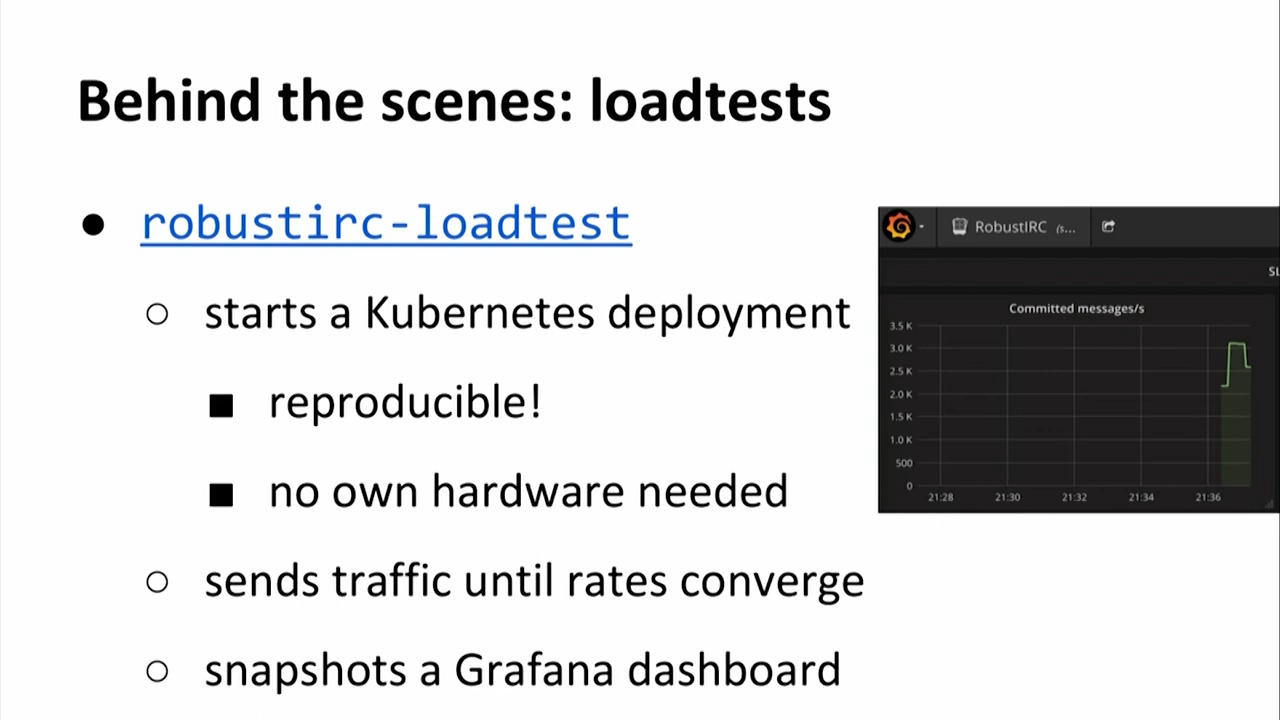 Behind the scenes: loadtests
● robustirc-loadtest
○ starts a Kubernetes deployment
■ reproducible!
■ no own hardware needed
○ sends traffic until rates converge
○ snapshots a Grafana dashboard
RobustIRC (s...
SL
Committed messages/s
3.5 K
3.0 K
2.5 K
2.0 K
1.5 K
1.0 K
500
0
21:28 21:30 21:32 21:34 21:36